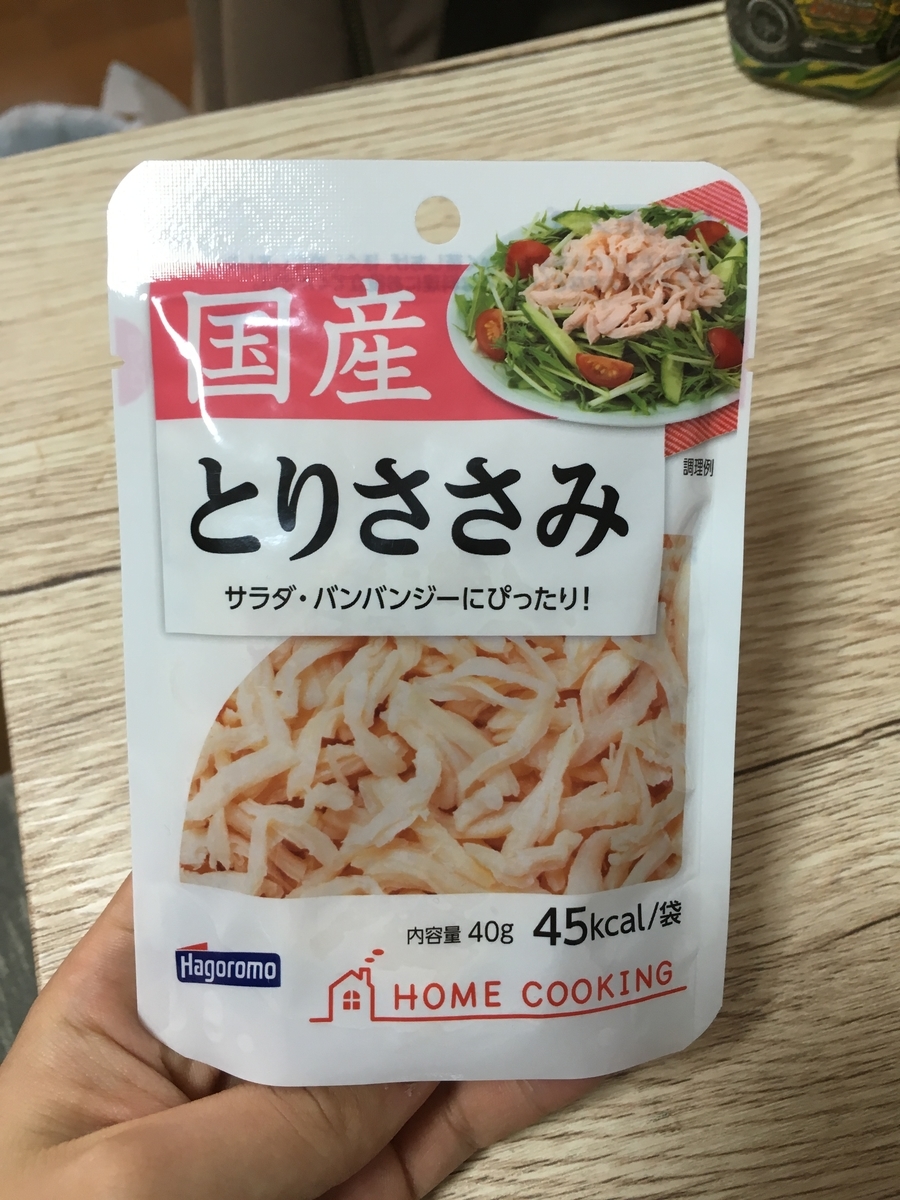 国産
とりささみ
調理例
サラダ・バンバンジーにぴったり!
内容量 40g 45kcal/袋
Hagoromo
HOME COOKING